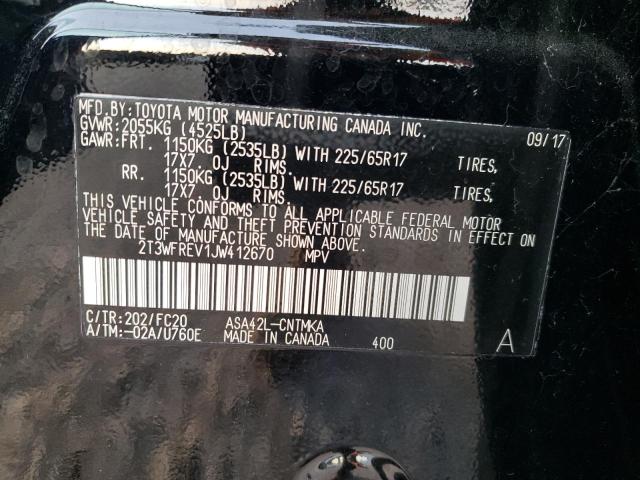 MFD.BY:TOYOTA MOTOR MANUFACTURING CANADA INC.
GVWR:2055KG (4525LB) 09/17
GAWR:FRT. 1150KG (2535LB) WITH 225/65R17 TIRES,
17X7. 0J RIMS.
RR. 1150KG (2535LB) WITH 225/65R17 TIRES,
17X7. 0J RIMS.
THIS VEHICLE CONFORMS TO ALL APPLICABLE FEDERAL MOTOR
VEHICLE SAFETY AND THEFT PREVENTION STANDARDS IN EFFECT ON
THE DATE OF MANUFACTURE SHOWN ABOVE.
2T3WFREV1JW412670 MPV
C/TR:202/FC20 ASA42L-CNTMKA
A/TM:-02A/U760E MADE IN CANADA 400 A